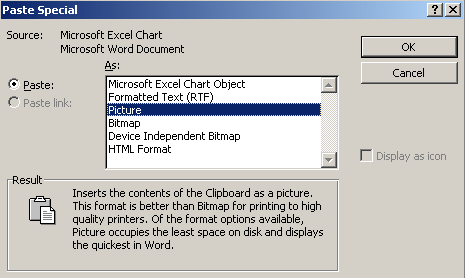 Paste Special
Source: Microsoft Excel Chart
Microsoft Word Document
As:
OK
Cancel
Paste:
Paste link:
Microsoft Excel Chart Object
Formatted Text (RTF)
Picture
Bitmap
Device Independent Bitmap
HTML Format
Display as icon
Result
Inserts the contents of the Clipboard as a picture.
This format is better than Bitmap for printing to high
quality printers. Of the format options available,
Picture occupies the least space on disk and displays
the quickest in Word.